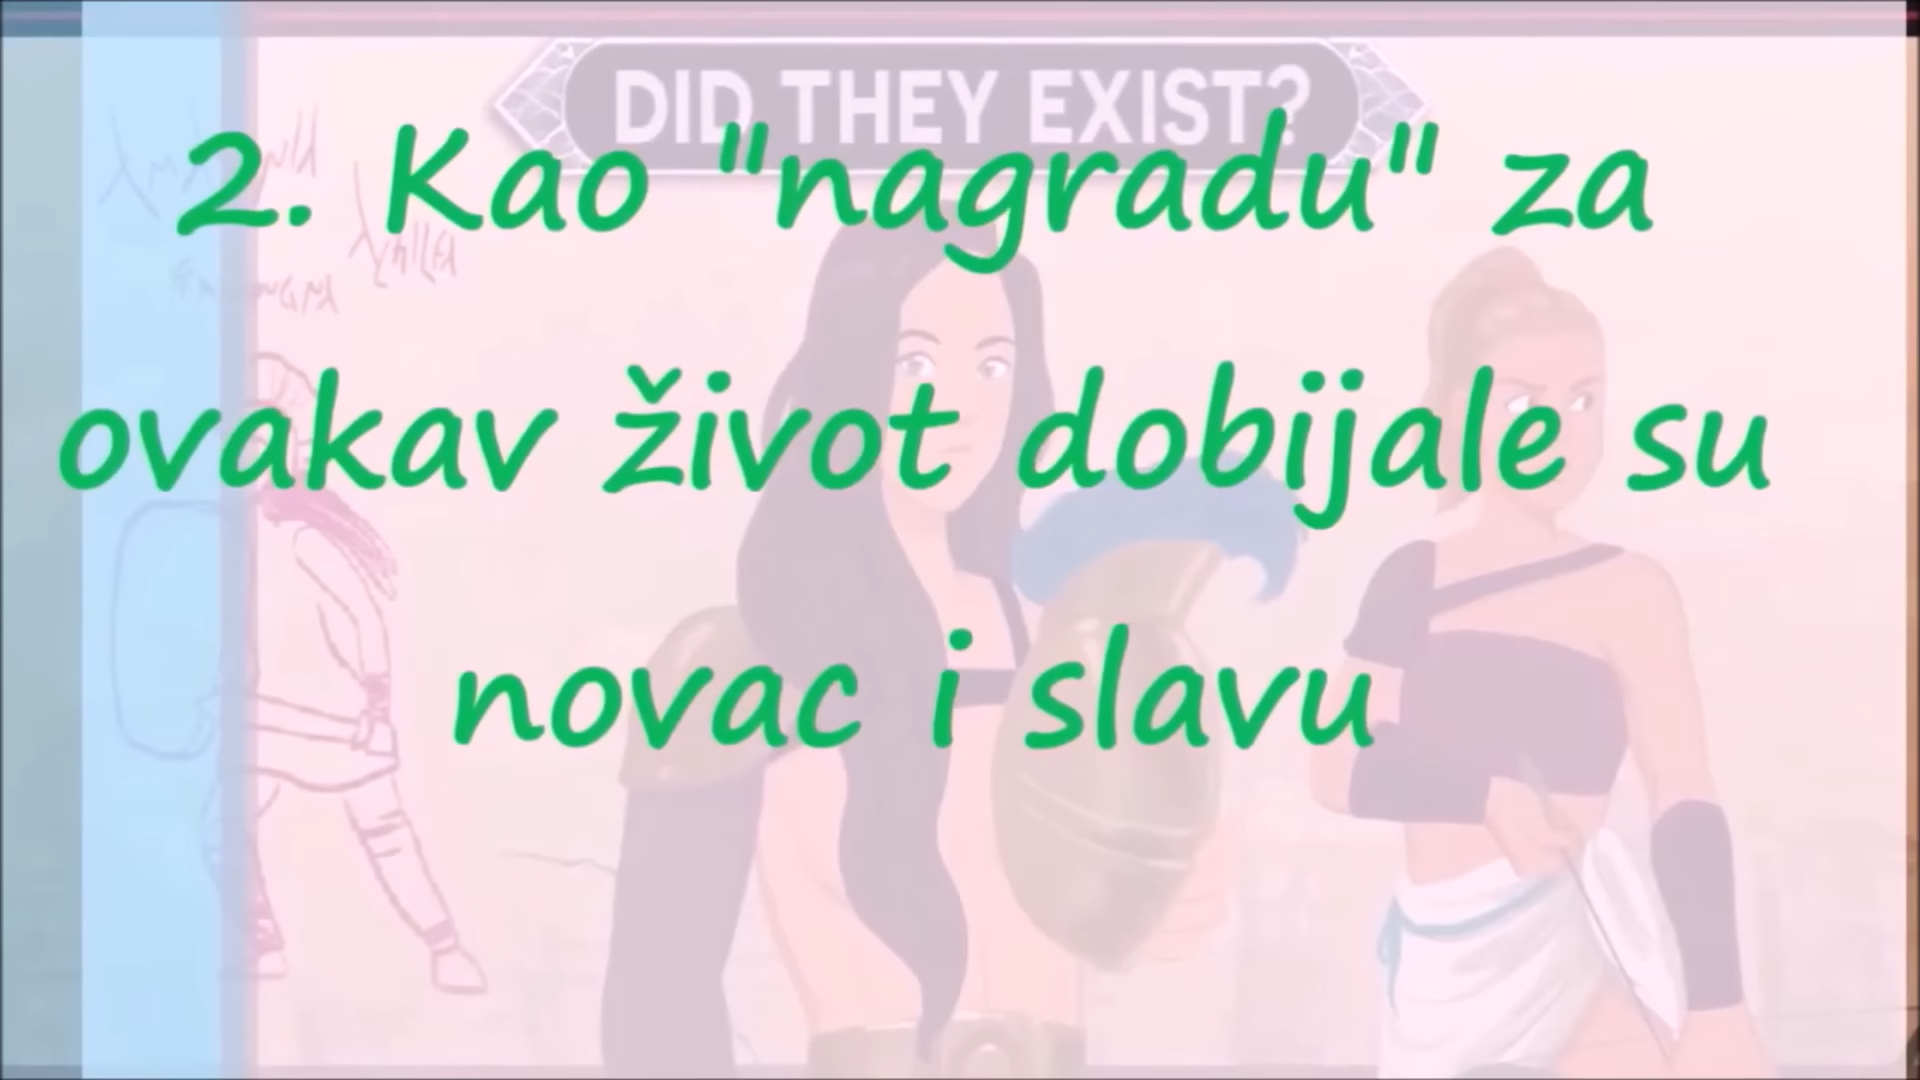 DID THEY EXIST?
2. Kao "nagradu" za
ovakav život dobijale su
novac i slavu